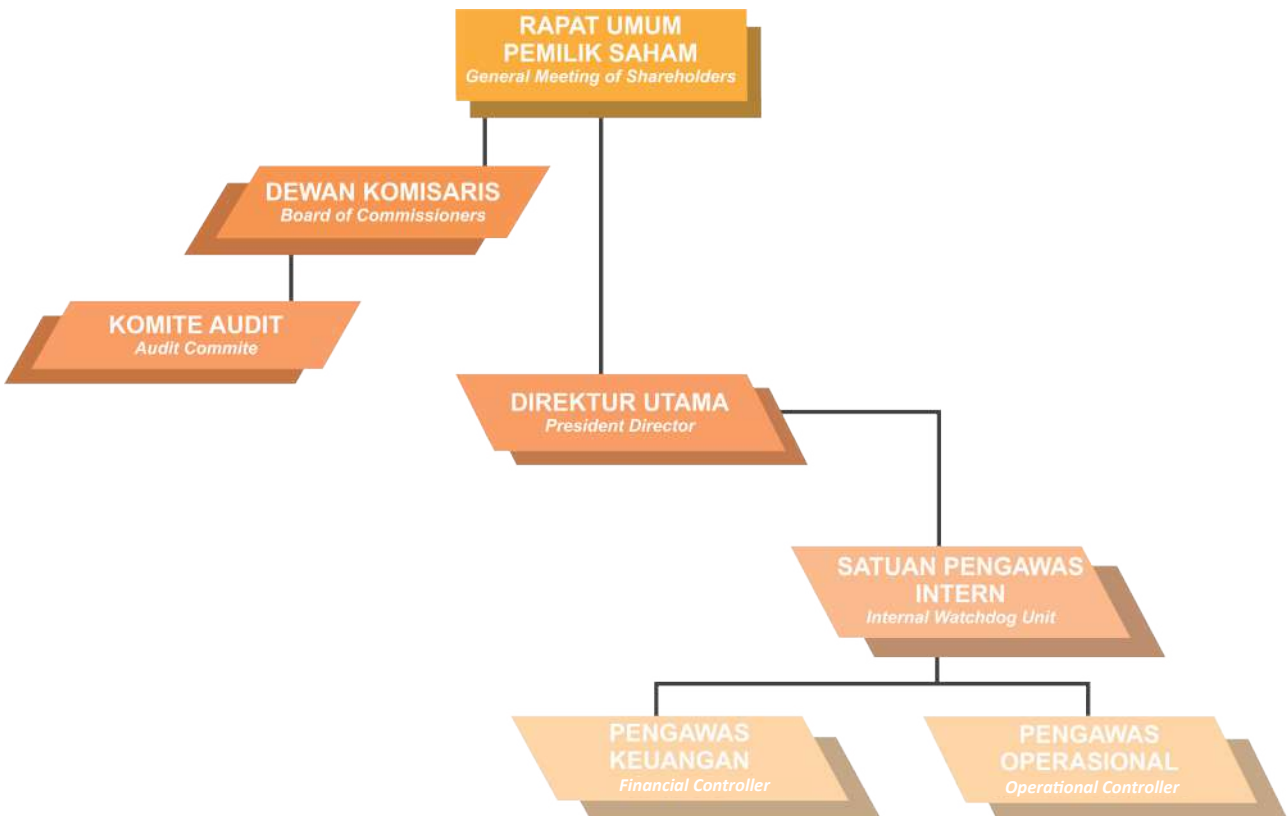 RAPAT UMUM
PEMILIK SAHAM
General Meeting of Shareholders
DEWAN KOMISARIS
Board of Commissioners
KOMITE AUDIT
Audit Commite
DIREKTUR UTAMA
President Director
SATUAN PENGAWAS
INTERN
Internal Watchdog Unit
PENGAWAS
KEUANGAN
Financial Controller
PENGAWAS
OPERASIONAL
Operational Controller